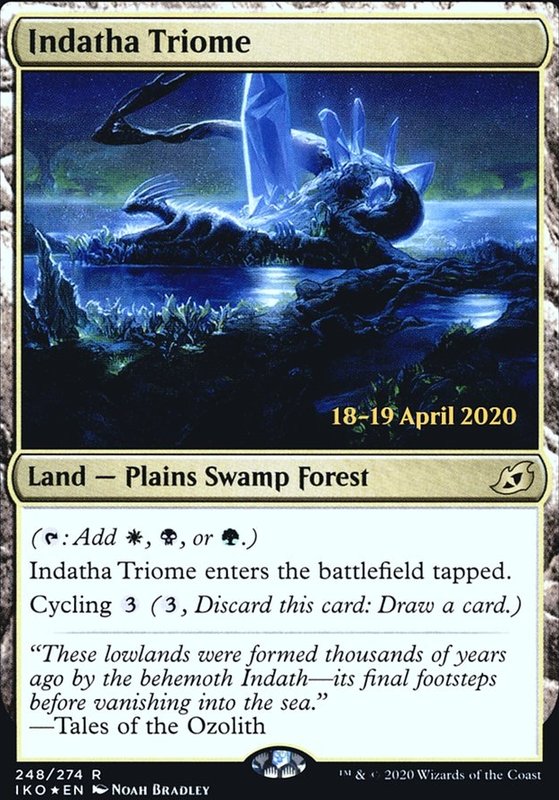 Indatha Triome
18–19 April 2020
Land — Plains Swamp Forest
(: Add , , or .)
Indatha Triome enters the battlefield tapped.
Cycling 3 (3, Discard this card: Draw a card.)
“These lowlands were formed thousands of years
ago by the behemoth Indath—its final footsteps
before vanishing into the sea.”
—Tales of the Ozolith
248/274 R
IKO★EN Noah Bradley
™ & © 2020 Wizards of the Coast